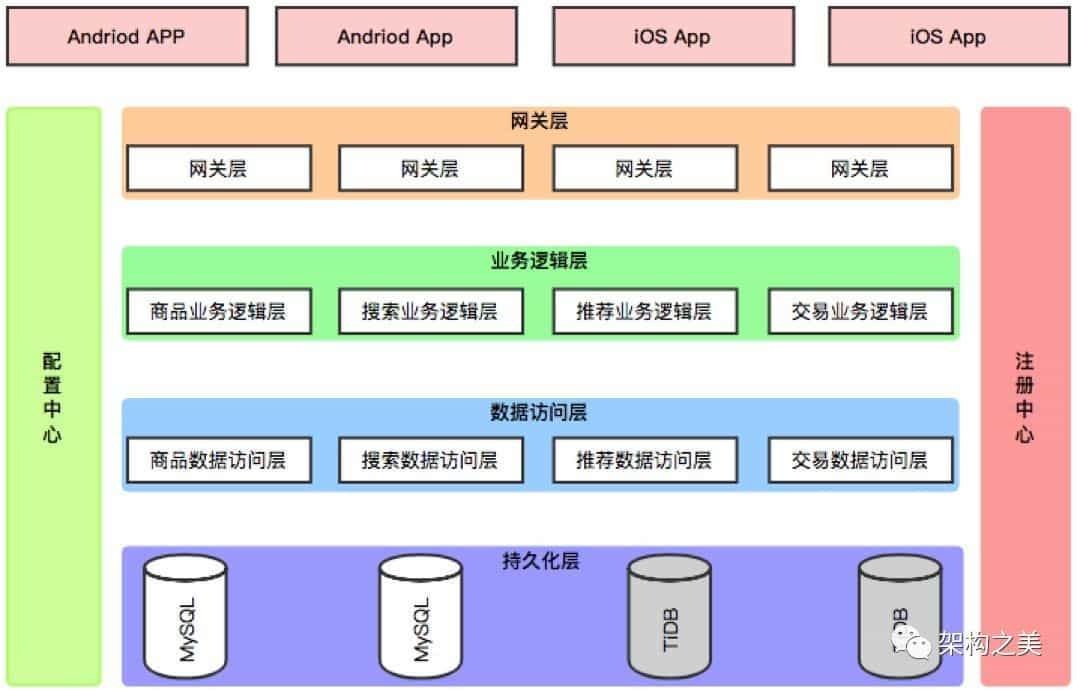 Andriod APP
Andriod App
iOS App
iOS App
网关层
网关层
网关层
网关层
网关层
业务逻辑层
商品业务逻辑层
搜索业务逻辑层
推荐业务逻辑层
交易业务逻辑层
配置中心
注册中心
数据访问层
商品数据访问层
搜索数据访问层
推荐数据访问层
交易数据访问层
持久化层
MySQL
MySQL
TiDB
架构之美